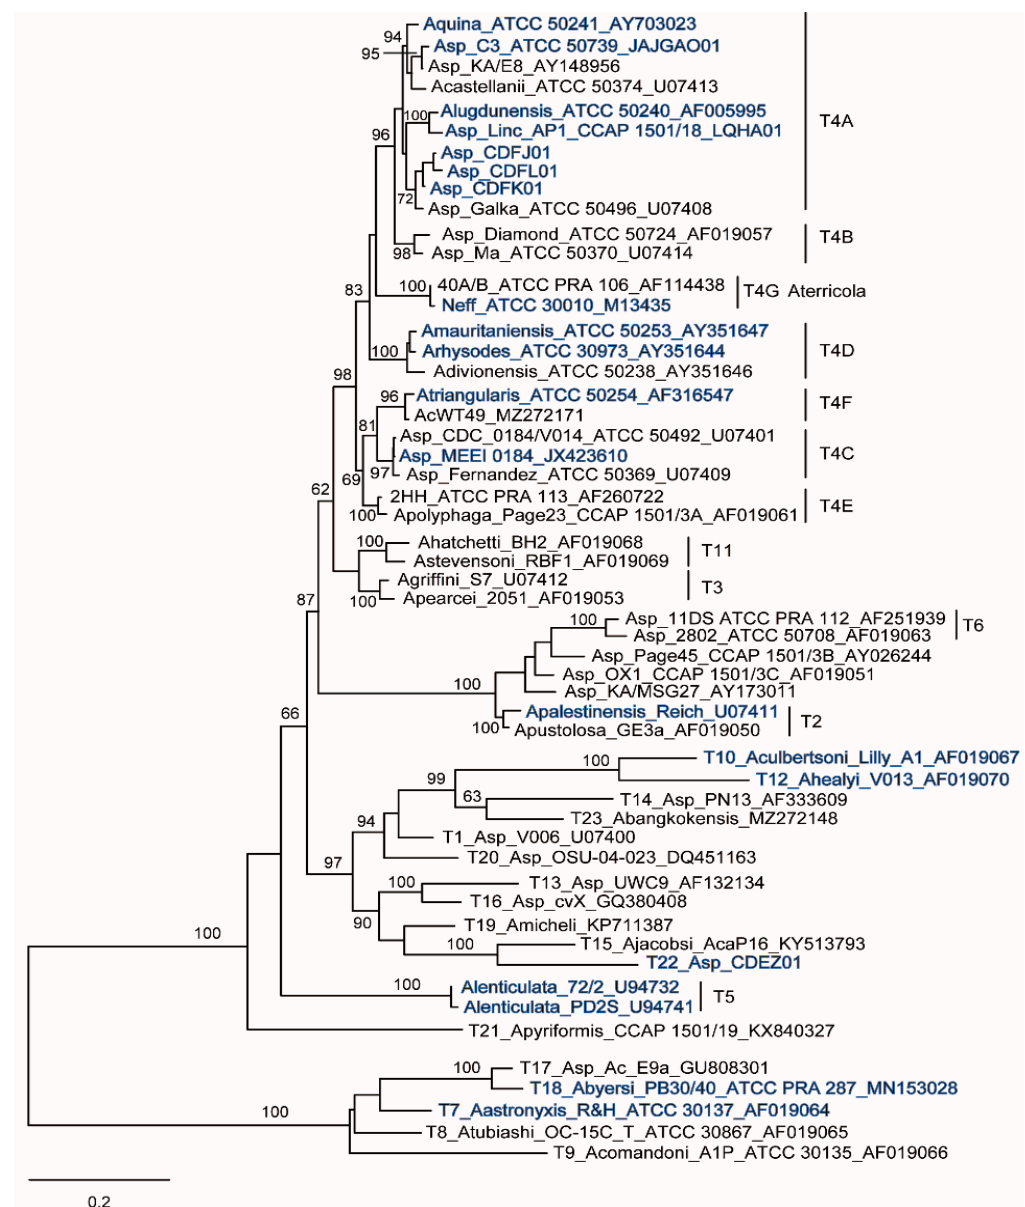 Aquina_ATCC 50241_AY703023
94
Asp_C3_ATCC 50739_JAJGAO01
95
Asp_KA/E8_AY148956
Acastellanii_ATCC 50374_U07413
Alugdunensis_ATCC 50240_AF005995
100
T4A
Asp_Linc_AP1_CCAP 1501/18_LQHA01
96
Asp_CDFJ01
Asp_CDFL01
Asp_CDFK01
72
Asp_Galka_ATCC 50496_U07408
Asp_Diamond_ATCC 50724_AF019057
T4B
98
Asp_Ma_ATCC 50370_U07414
100
40A/B_ATCC PRA 106_AF114438
83
T4G Aterricola
Neff_ATCC 30010_M13435
Amauritaniensis_ATCC 50253_AY351647
100
Arhysodes_ATCC 30973_AY351644
T4D
98
Adivionensis_ATCC 50238_AY351646
96
Atriangularis_ATCC 50254_AF316547
T4F
AcWT49_MZ272171
81
Asp_CDC_0184/V014_ATCC 50492_U07401
Asp_MEEI 0184_JX423610
T4C
97
Asp_Fernandez_ATCC 50369_U07409
69
62
2HH_ATCC PRA 113_AF260722
T4E
100
Apolyphaga_Page23_CCAP 1501/3A_AF019061
100
Ahatchetti_BH2_AF019068
T11
Astevensoni_RBF1_AF019069
Agriffini_S7_U07412
T3
100
Apearcei_2051_AF019053
87
100
Asp_11DS_ATCC PRA 112_AF251939
T6
Asp_2802_ATCC 50708_AF019063
Asp_Page45_CCAP 1501/3B_AY026244
Asp_OX1_CCAP 1501/3C_AF019051
100
Asp_KA/MSG27_AY173011
66
Apalestinensis_Reich_U07411
T2
100
Apustolosa_GE3a_AF019050
100
T10_Aculbertsoni_Lilly_A1_AF019067
99
T12_Ahealyi_V013_AF019070
63
T14_Asp_PN13_AF333609
T23_Abangkokensis_MZ272148
94
T1_Asp_V006_U07400
97
T20_Asp_OSU-04-023_DQ451163
100
T13_Asp_UWC9_AF132134
T16_Asp_cvX_GQ380408
90
T19_Amicheli_KP711387
100
100
T15_Ajacobsi_AcaP16_KY513793
T22_Asp_CDEZ01
100
Alenticulata_72/2_U94732
T5
Alenticulata_PD2S_U94741
T21_Apyriformis_CCAP 1501/19_KX840327
100
T17_Asp_Ac_E9a_GU808301
T18_Abyersi_PB30/40_ATCC PRA 287_MN153028
100
T7_Aastronyxis_R&H_ATCC 30137_AF019064
T8_Atubiashi_OC-15C_T_ATCC 30867_AF019065
T9_Acomandoni_A1P_ATCC 30135_AF019066
0.2